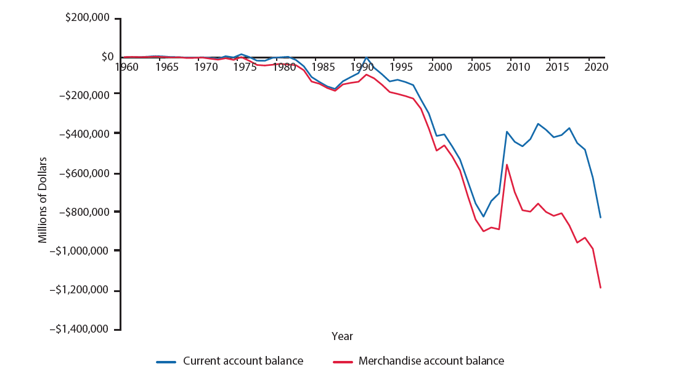 $200,000
$0
–$200,000
–$400,000
–$600,000
–$800,000
–$1,000,000
–$1,200,000
–$1,400,000
Millions of Dollars
1960 1965 1970 1975 1980 1985 1990 1995 2000 2005 2010 2015 2020
Year
Current account balance
Merchandise account balance